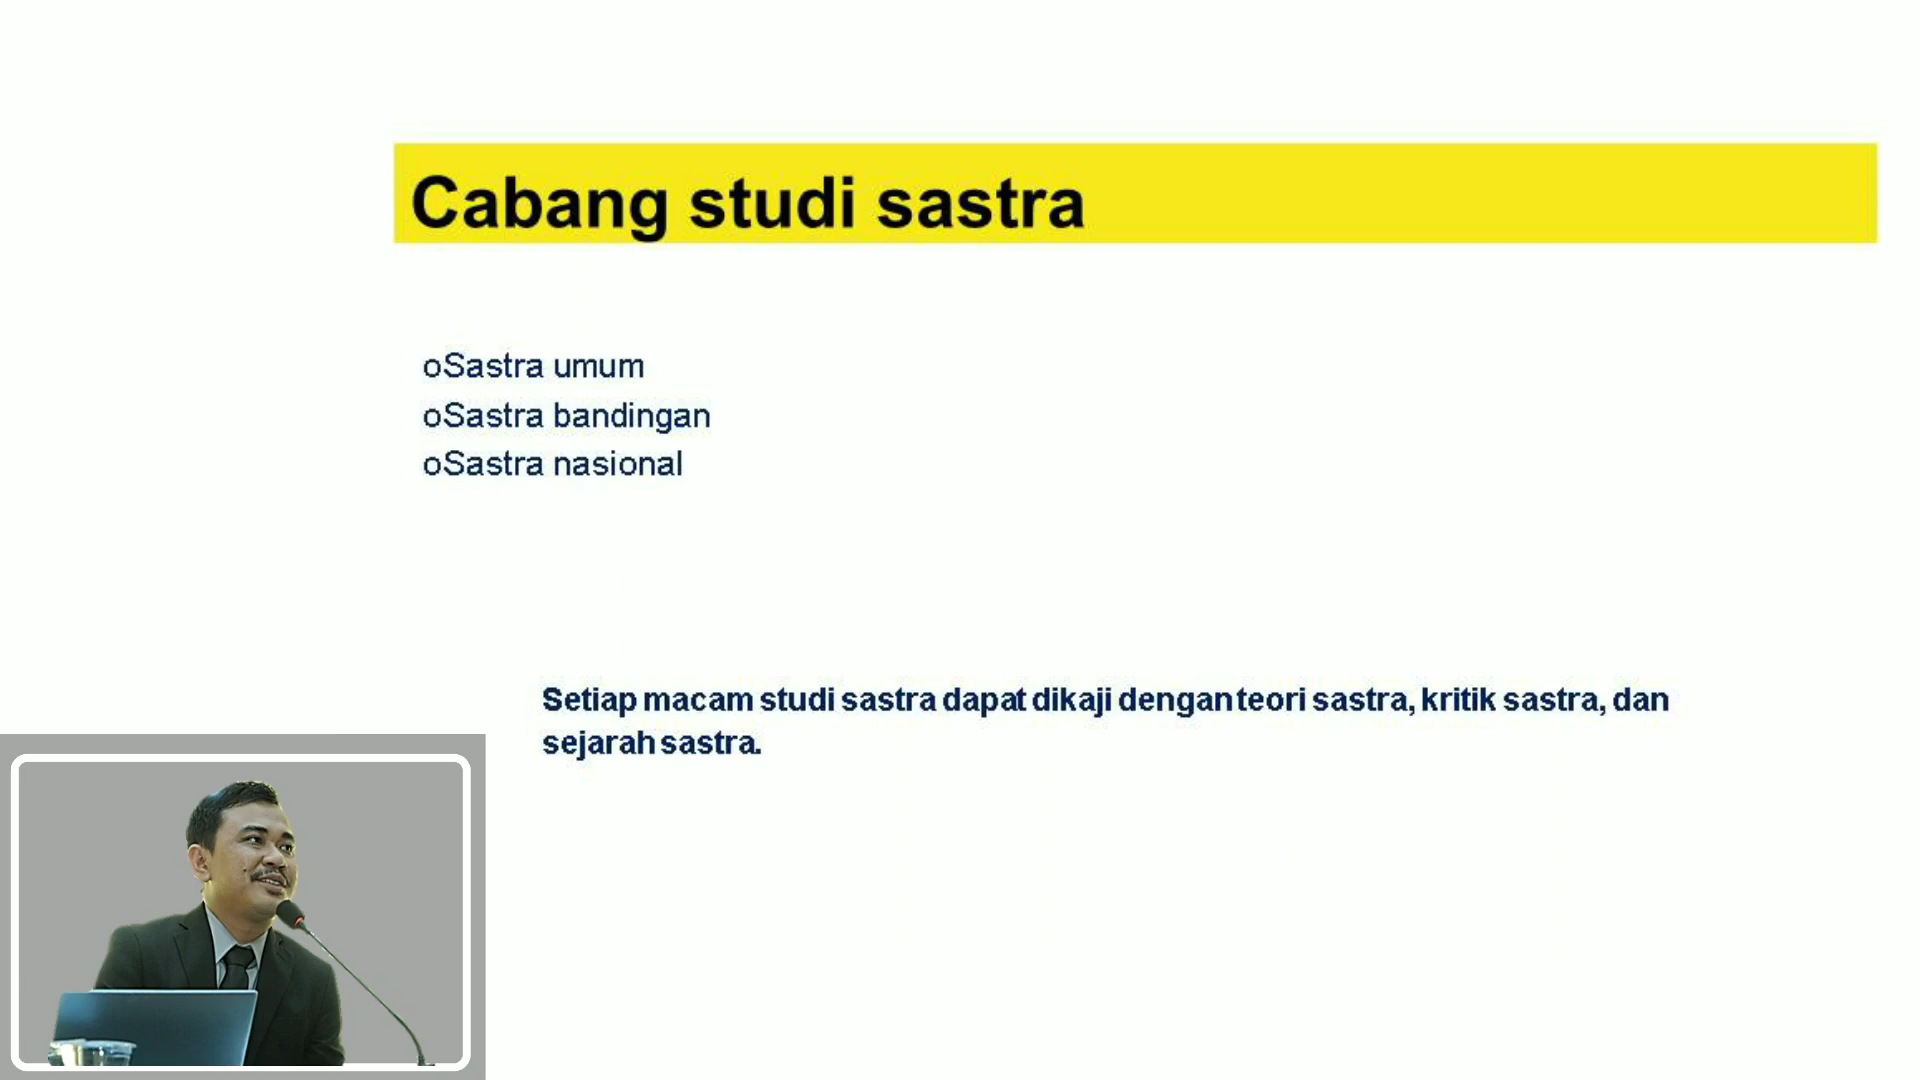 Cabang studi sastra
oSastra umum
oSastra bandingan
oSastra nasional
Setiap macam studi sastra dapat dikaji dengan teori sastra, kritik sastra, dan
sejarah sastra.